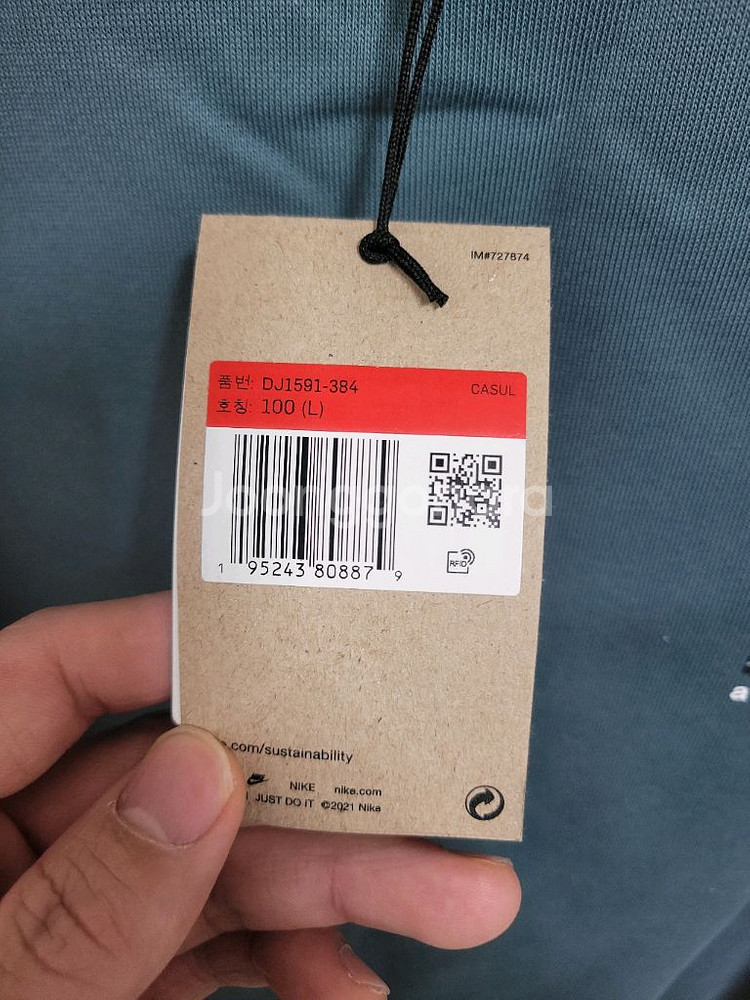 IM#727874
품번: DJ1591-384
CASUL
호칭: 100 (L)
Joonggonara
1 95243 80887 9
RFID
.com/sustainability
NIKE nike.com
JUST DO IT ©2021 Nike
a